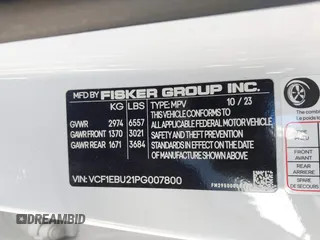 MFD BY FISKER GROUP INC.
KG LBS TYPE: MPV 10 / 23
GVWR 2974 6557 THIS VEHICLE CONFORMS TO
ALL APPLICABLE FEDERAL MOTOR VEHICLE
GAWR FRONT 1370 3021 SAFETY AND THEFT PREVENTION
GAWR REAR 1671 3684 STANDARDS IN EFFECT ON THE DATE
OF MANUFACTURE SHOWN ABOVE.
VIN: VCF1EBU21PG007800
The com
FRONT
AVANT
REAR
ARRIERE
DREAMBID